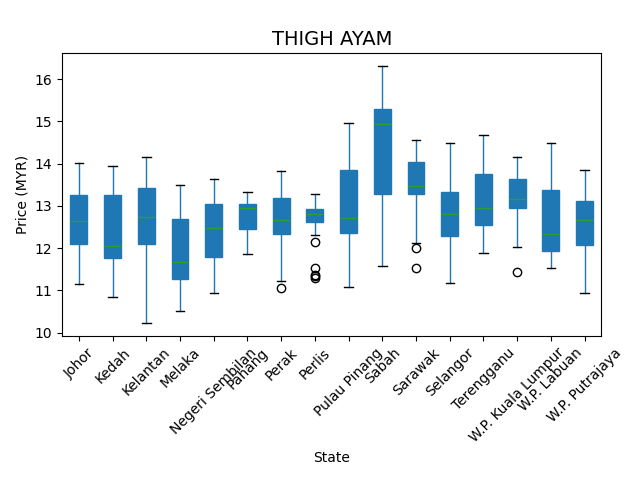 THIGH AYAM
Price (MYR)
16
15
14
13
12
11
10
Johor
Kedah
Kelantan
Melaka
Negeri Sembilan
Pahang
Perak
Perlis
Pulau Pinang
Sabah
Sarawak
Selangor
Terengganu
W.P. Kuala Lumpur
W.P. Labuan
W.P. Putrajaya
State